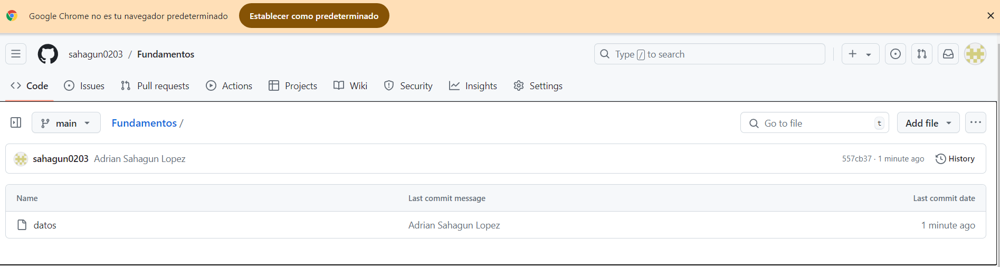 Google Chrome no es tu navegador predeterminado Establecer como predeterminado
sahagun0203 / Fundamentos Type / to search
Code Issues Pull requests Actions Projects Wiki Security Insights Settings
main Fundamentos / Go to file t Add file
sahagun0203 Adrian Sahagun Lopez 557cb37 · 1 minute ago History
Name Last commit message Last commit date
datos Adrian Sahagun Lopez 1 minute ago